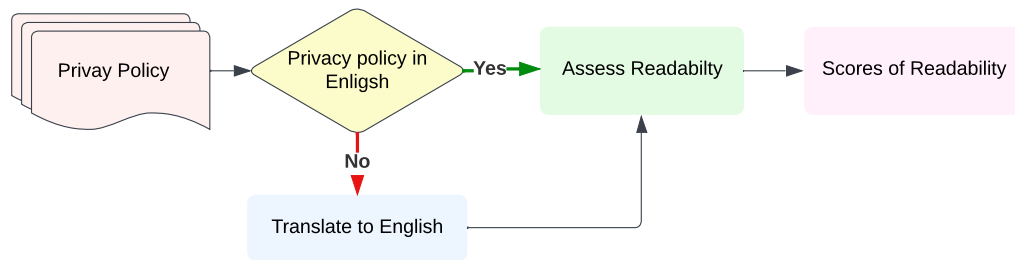 Privay Policy
Privacy policy in
Enligsh
Yes
Assess Readabilty
Scores of Readability
No
Translate to English